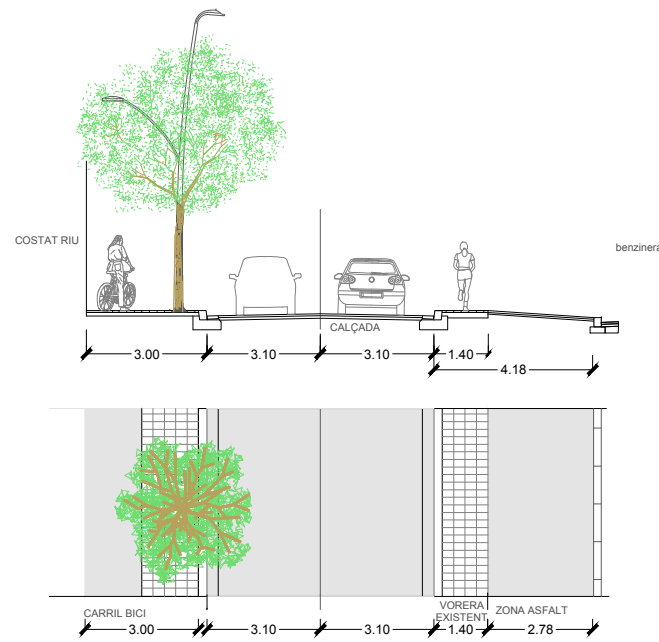 COSTAT RIU
benzinera
CALÇADA
3.00 3.10 3.10 1.40
4.18
CARRIL BICI
VORERA
EXISTENT
ZONA ASFALT
3.00 3.10 3.10 1.40 2.78